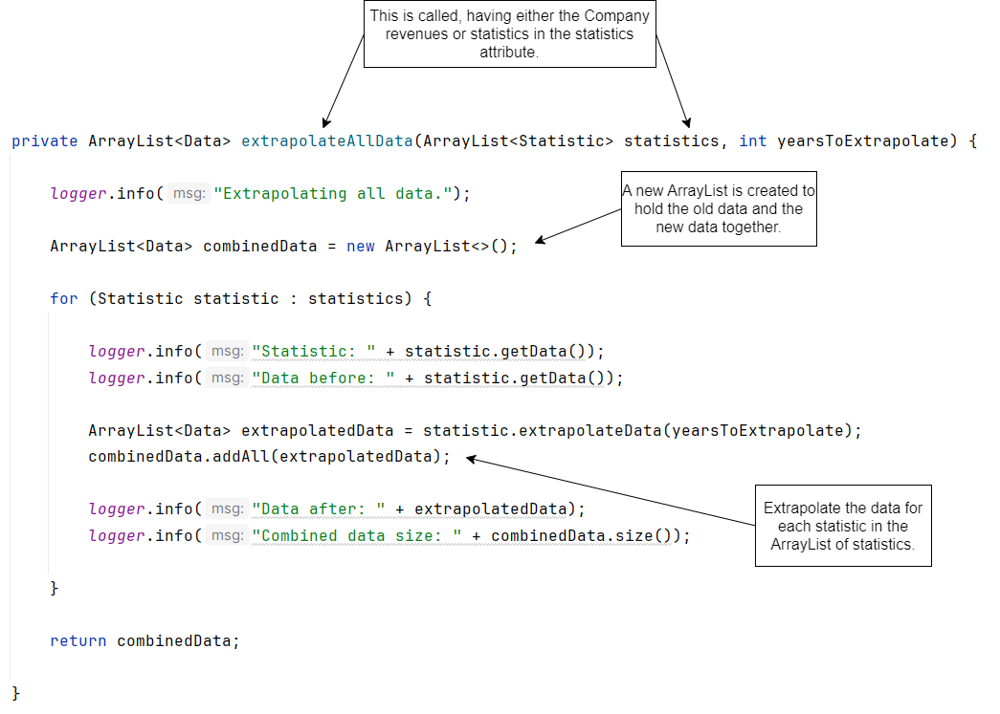 This is called, having either the Company
revenues or statistics in the statistics
attribute.
private ArrayList<Data> extrapolateAllData(ArrayList<Statistic> statistics, int yearsToExtrapolate) {
logger.info( msg: "Extrapolating all data.");
A new ArrayList is created to
hold the old data and the
new data together.
ArrayList<Data> combinedData = new ArrayList<>();
for (Statistic statistic : statistics) {
logger.info( msg: "Statistic: " + statistic.getData());
logger.info( msg: "Data before: " + statistic.getData());
ArrayList<Data> extrapolatedData = statistic.extrapolateData(yearsToExtrapolate);
combinedData.addAll(extrapolatedData);
Extrapolate the data for
each statistic in the
ArrayList of statistics.
logger.info( msg: "Data after: " + extrapolatedData);
logger.info( msg: "Combined data size: " + combinedData.size());
}
return combinedData;
}